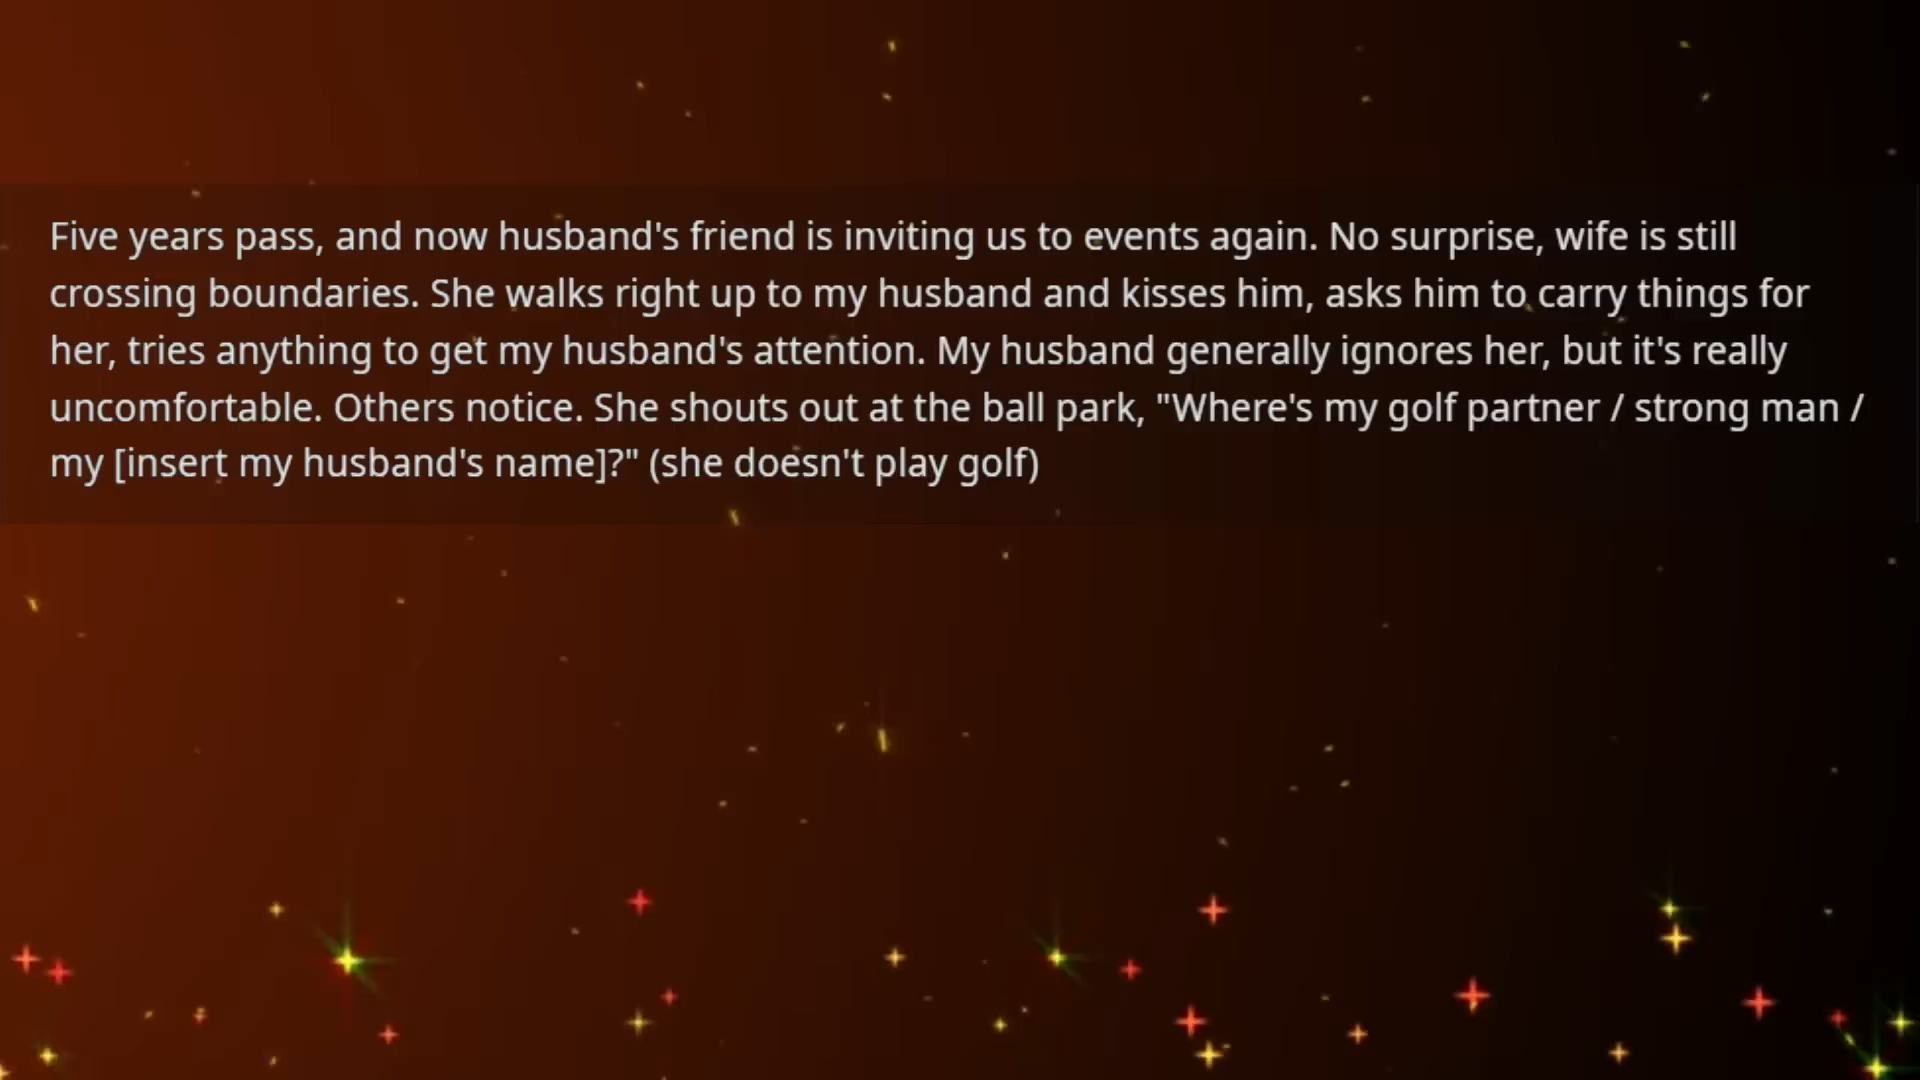 Five years pass, and now husband's friend is inviting us to events again. No surprise, wife is still
crossing boundaries. She walks right up to my husband and kisses him, asks him to carry things for
her, tries anything to get my husband's attention. My husband generally ignores her, but it's really
uncomfortable. Others notice. She shouts out at the ball park, "Where's my golf partner / strong man /
my [insert my husband's name]?" (she doesn't play golf)